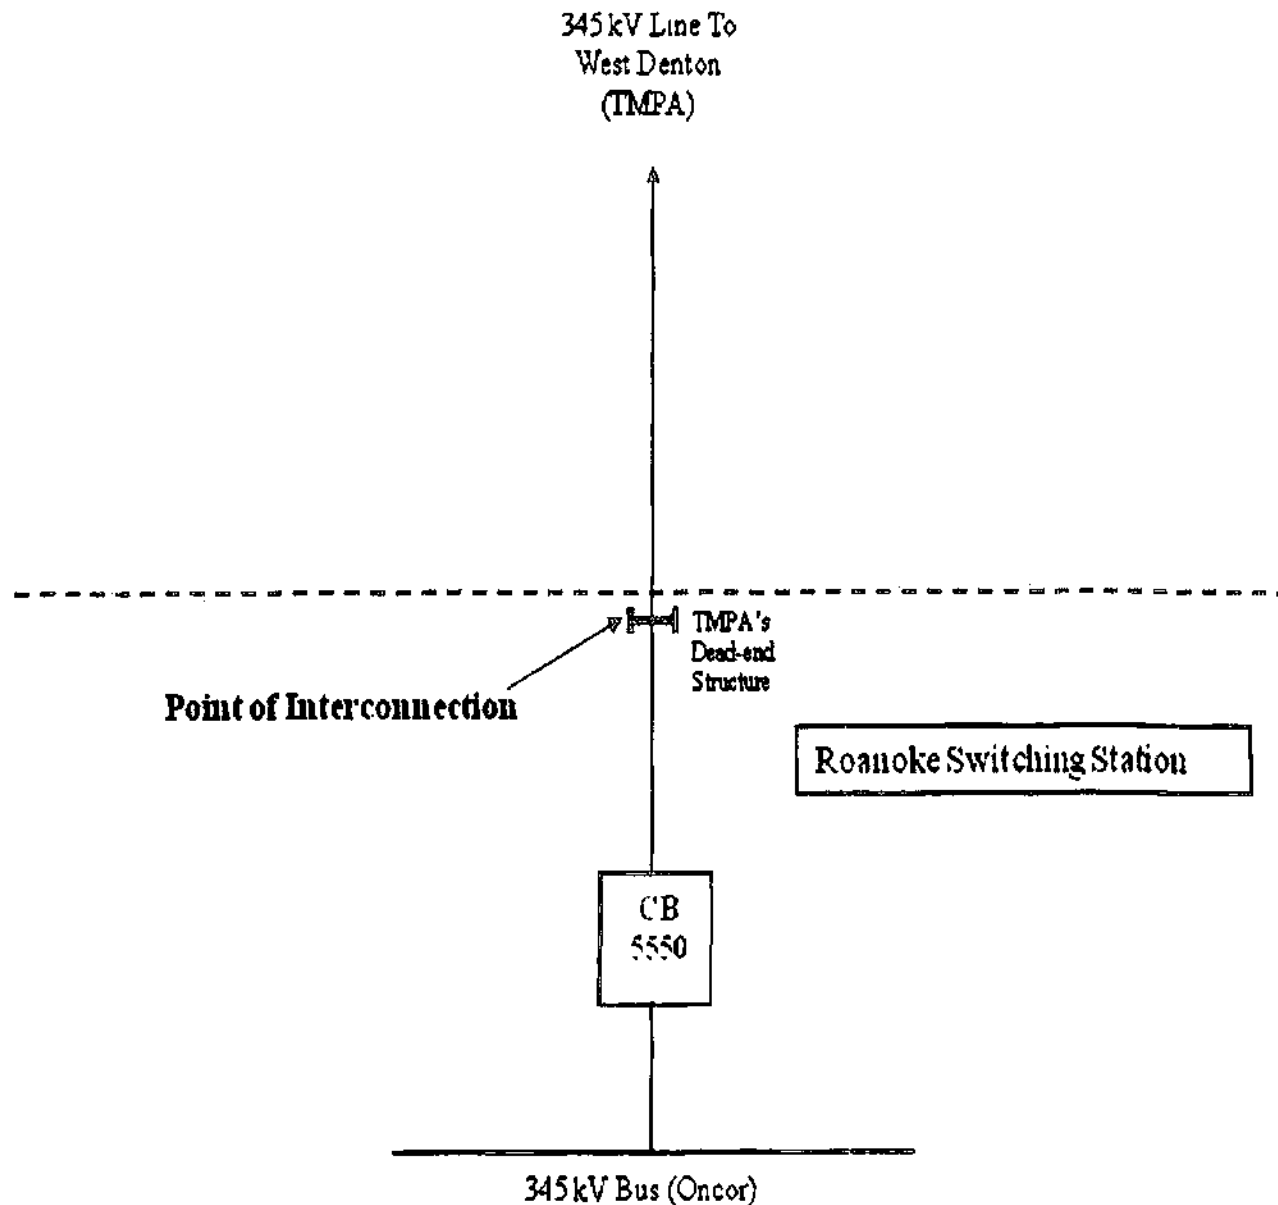 345 kV Line To
West Denton
(TMPA)
TMPA's
Dead-end
Structure
Point of Interconnection
Roanoke Switching Station
CB
5550
345 kV Bus (Oncor)